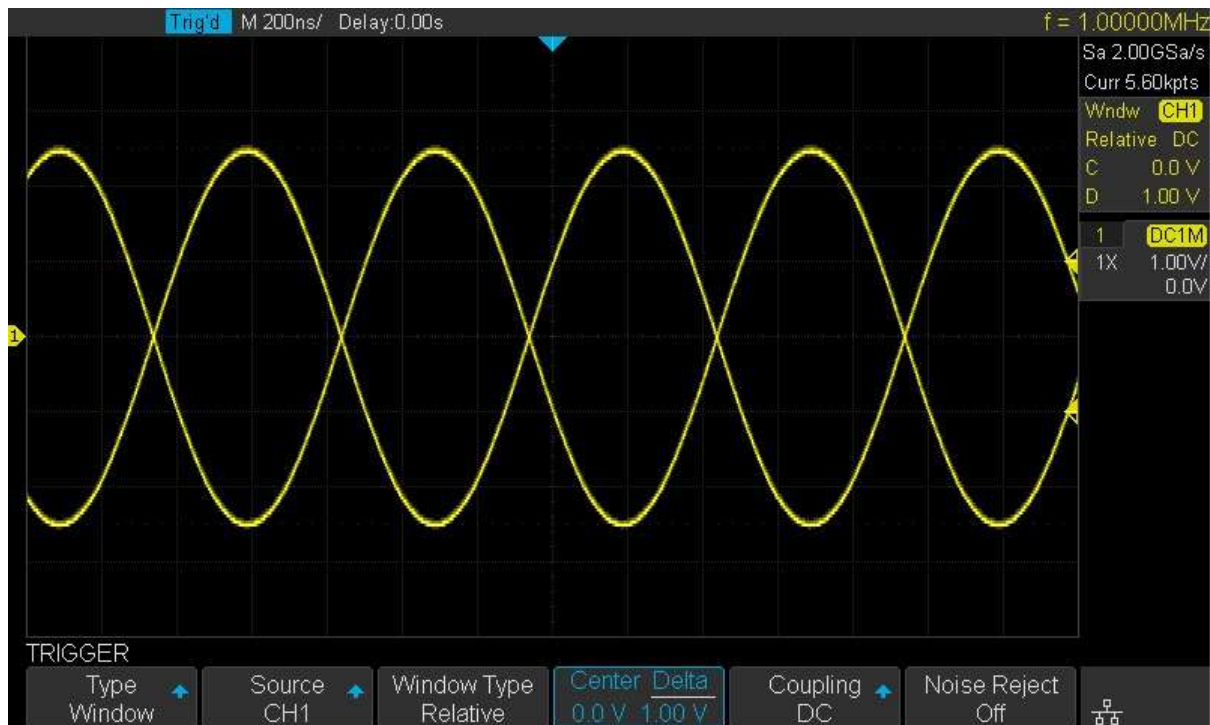 Trig'd M 200ns/ Delay:0.00s f = 1.00000MHz
Sa 2.00GSa/s
Curr 5.60kpts
Wndw CH1
Relative DC
C 0.0 V
D 1.00 V
1 DC1M
1X 1.00V/
0.0V
1
TRIGGER
Type Source Window Type Center Delta Coupling Noise Reject
Window CH1 Relative 0.0 V 1.00 V DC Off